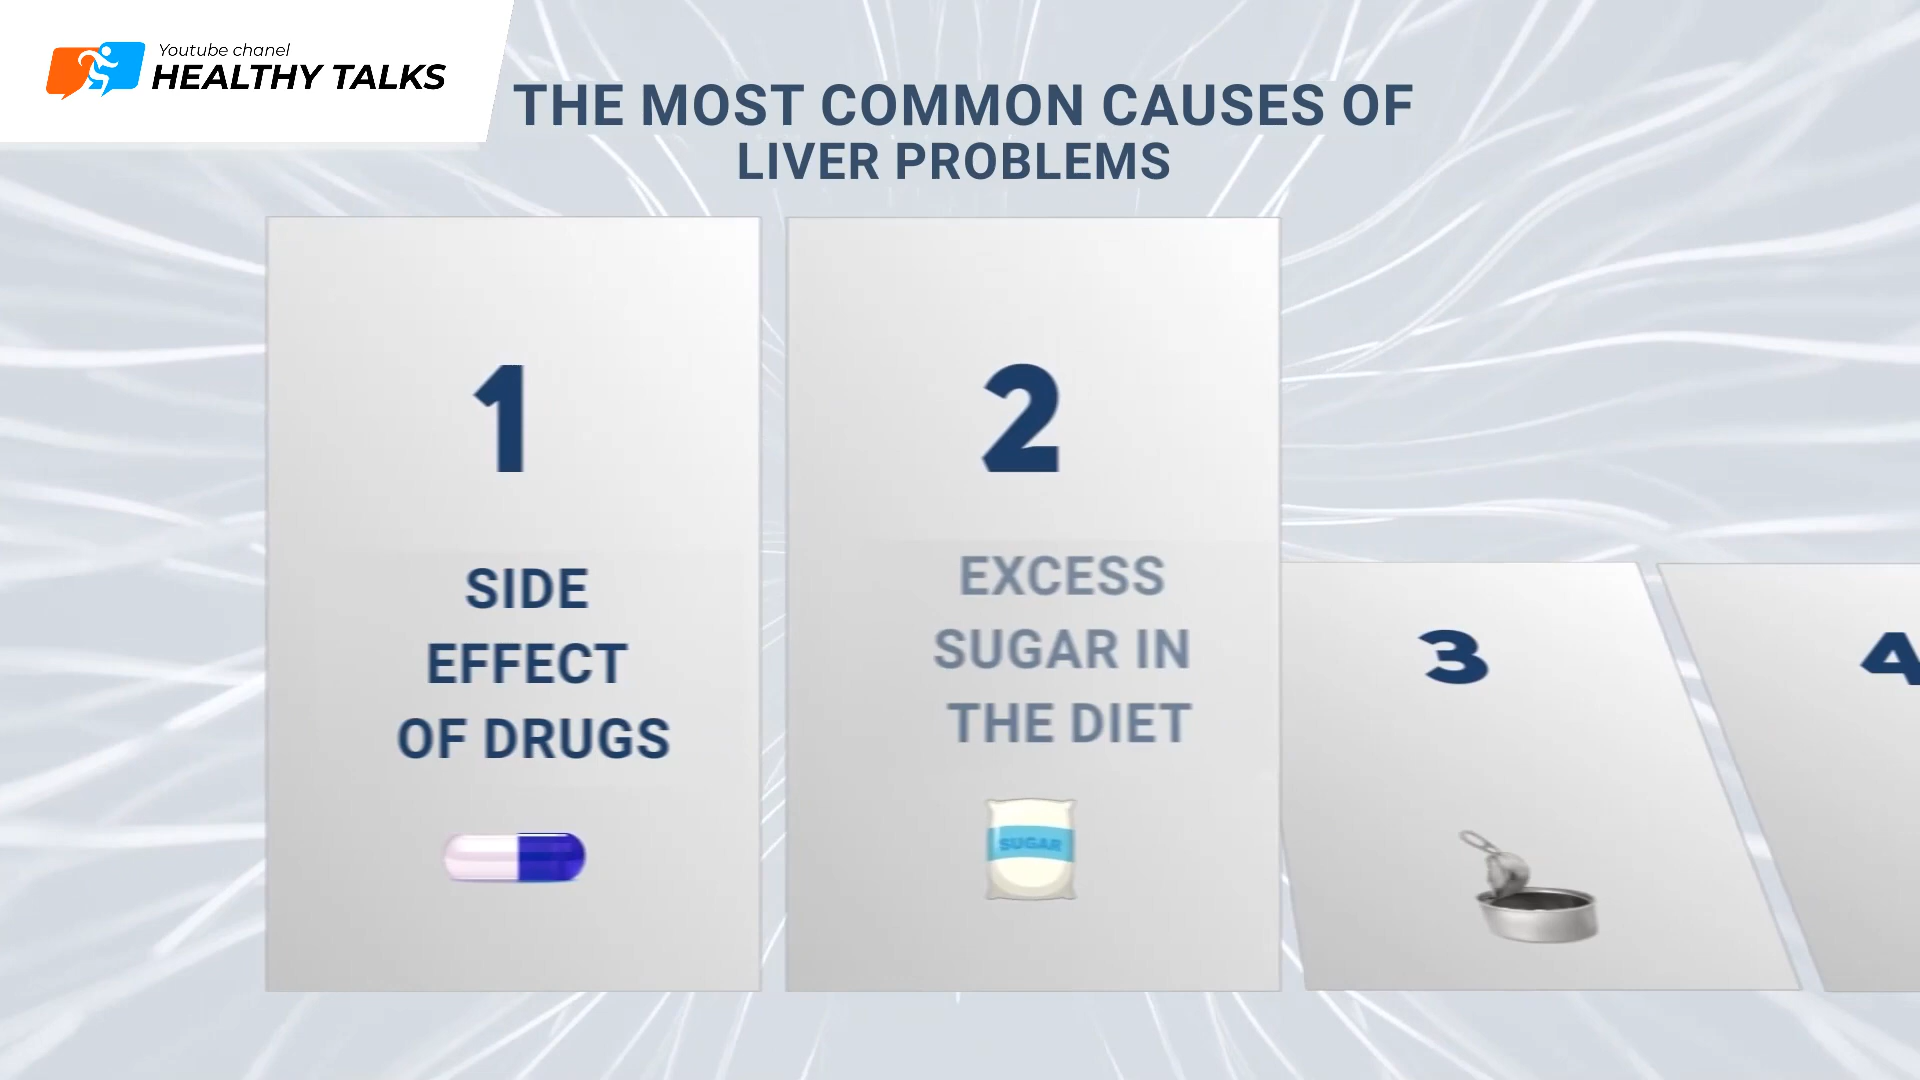 Youtube chanel
HEALTHY TALKS
THE MOST COMMON CAUSES OF
LIVER PROBLEMS
1
SIDE
EFFECT
OF DRUGS
2
EXCESS
SUGAR IN
THE DIET
SUGAR
3
4